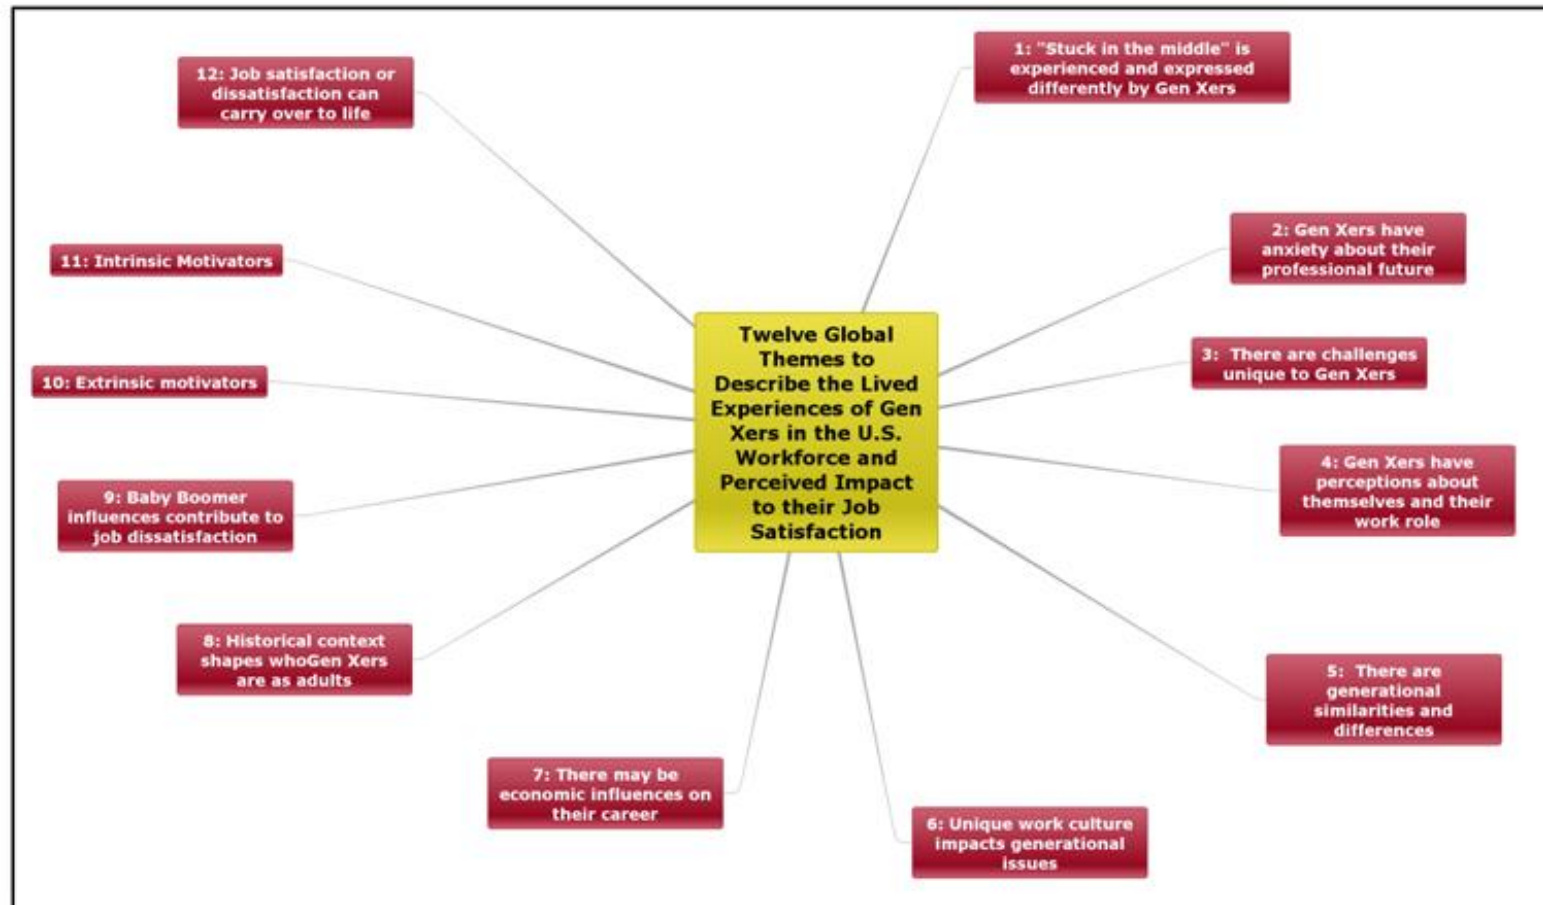 Twelve Global
Themes to
Describe the Lived
Experiences of Gen
Xers in the U.S.
Workforce and
Perceived Impact
to their Job
Satisfaction
1: "Stuck in the middle" is
experienced and expressed
differently by Gen Xers
2: Gen Xers have
anxiety about their
professional future
3:  There are challenges
unique to Gen Xers
4: Gen Xers have
perceptions about
themselves and their
work role
5:  There are
generational
similarities and
differences
6: Unique work culture
impacts generational
issues
7: There may be
economic influences on
their career
8: Historical context
shapes whoGen Xers
are as adults
9: Baby Boomer
influences contribute to
job dissatisfaction
10: Extrinsic motivators
11: Intrinsic Motivators
12: Job satisfaction or
dissatisfaction can
carry over to life